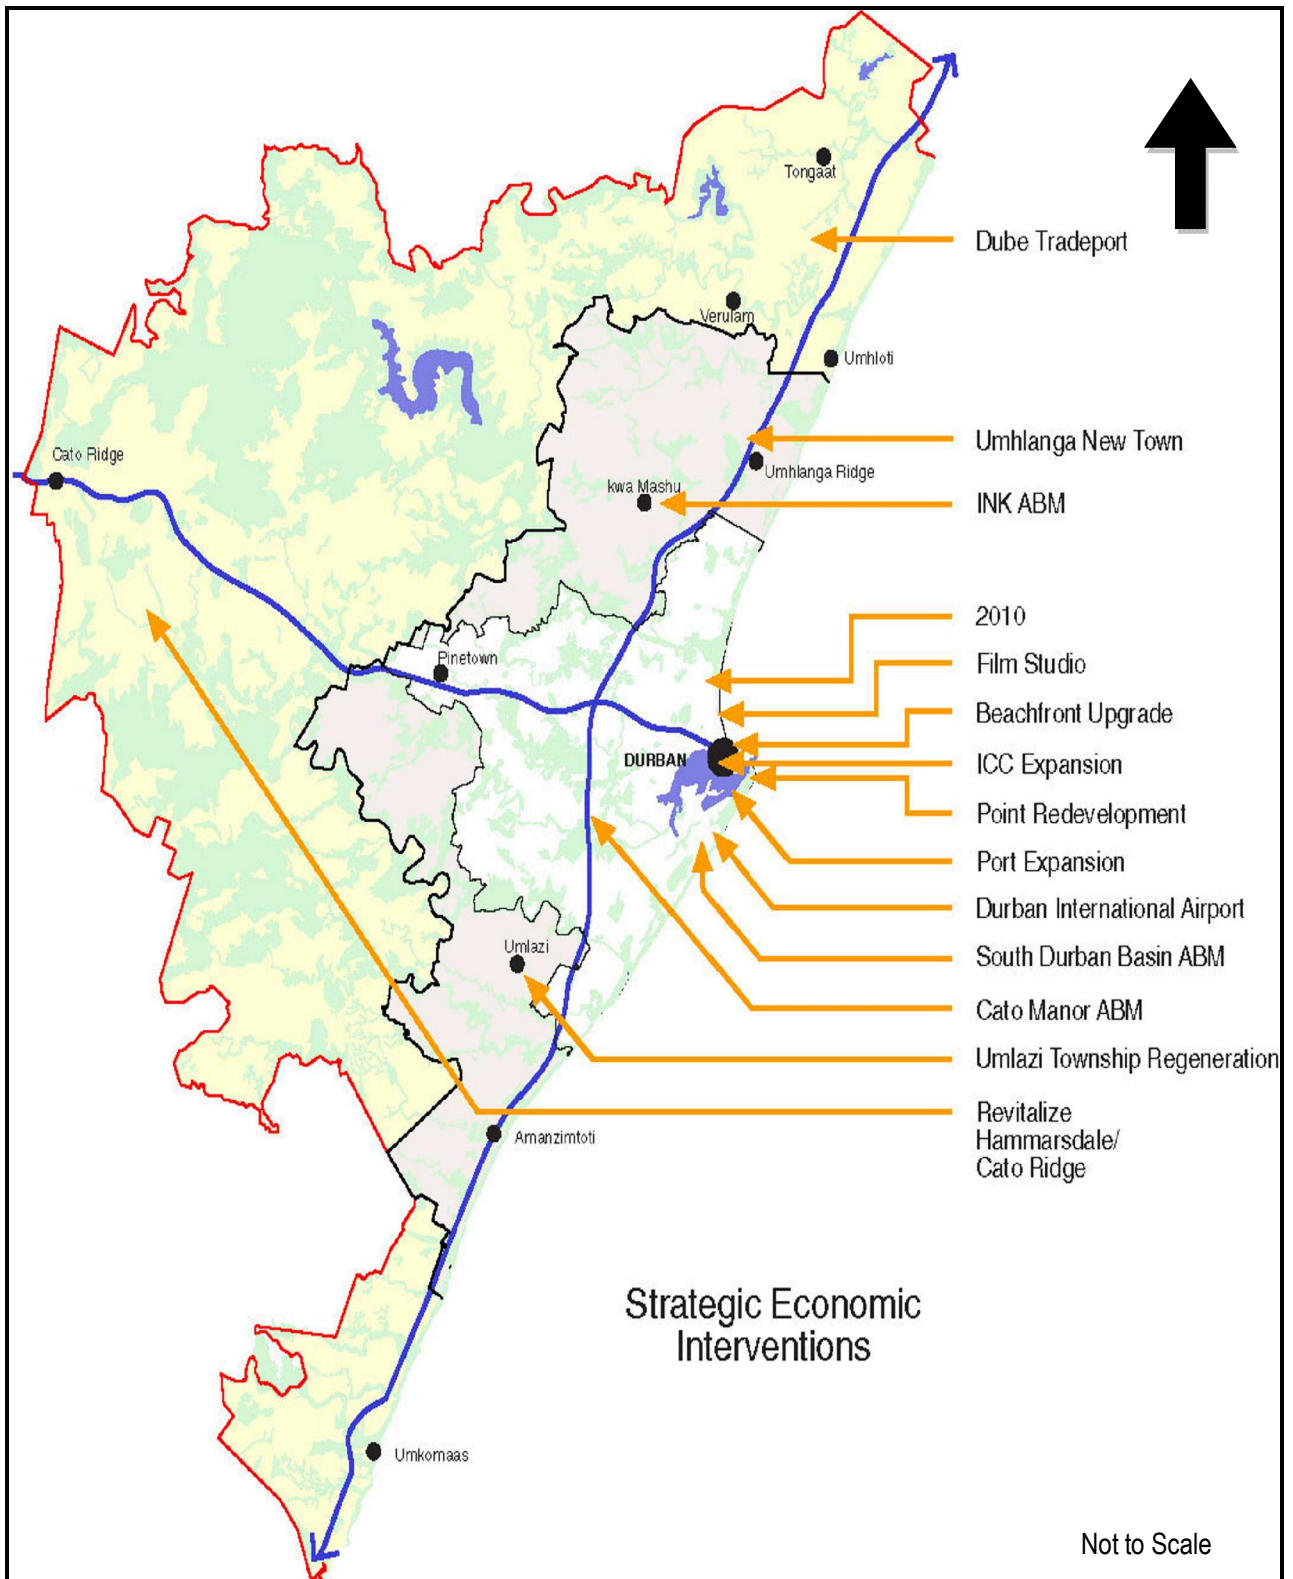 Tongaat
Dube Tradeport
Verulam
Umhloti
Umhlanga New Town
Cato Ridge
Umhlanga Ridge
kwa Mashu
INK ABM
2010
Film Studio
Pinetown
Beachfront Upgrade
DURBAN
ICC Expansion
Point Redevelopment
Port Expansion
Durban International Airport
Umlazi
South Durban Basin ABM
Cato Manor ABM
Umlazi Township Regeneration
Revitalize
Hammarsdale/
Cato Ridge
Amanzimtoti
Strategic Economic
Interventions
Umkomaas
Not to Scale